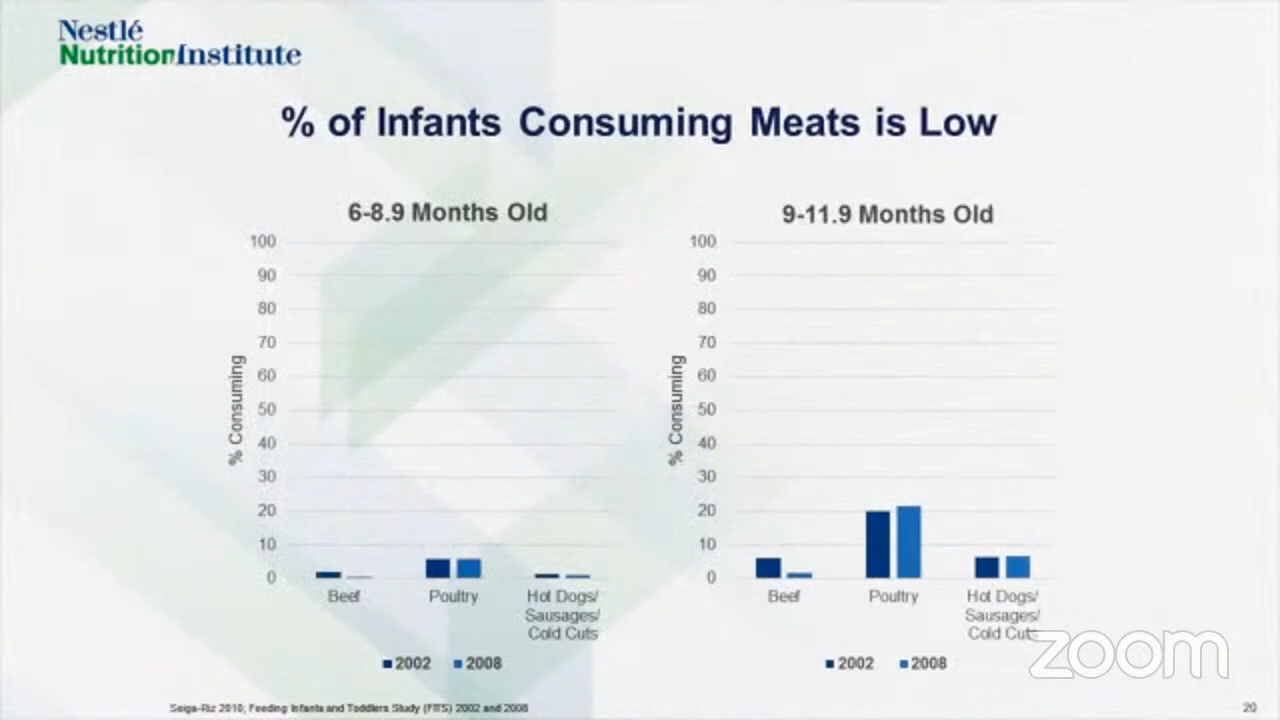 Nestlé
NutritionInstitute
% of Infants Consuming Meats is Low
6-8.9 Months Old
100
90
80
70
60
50
40
30
20
10
0
% Consuming
Beef
Poultry
Hot Dogs/
Sausages/
Cold Cuts
2002
2008
9-11.9 Months Old
100
90
80
70
60
50
40
30
20
10
0
% Consuming
Beef
Poultry
Hot Dogs/
Sausages/
Cold Cuts
2002
2008
zoom
Seiga-Riz 2010; Feeding Infants and Toddlers Study (FITS) 2002 and 2008
20